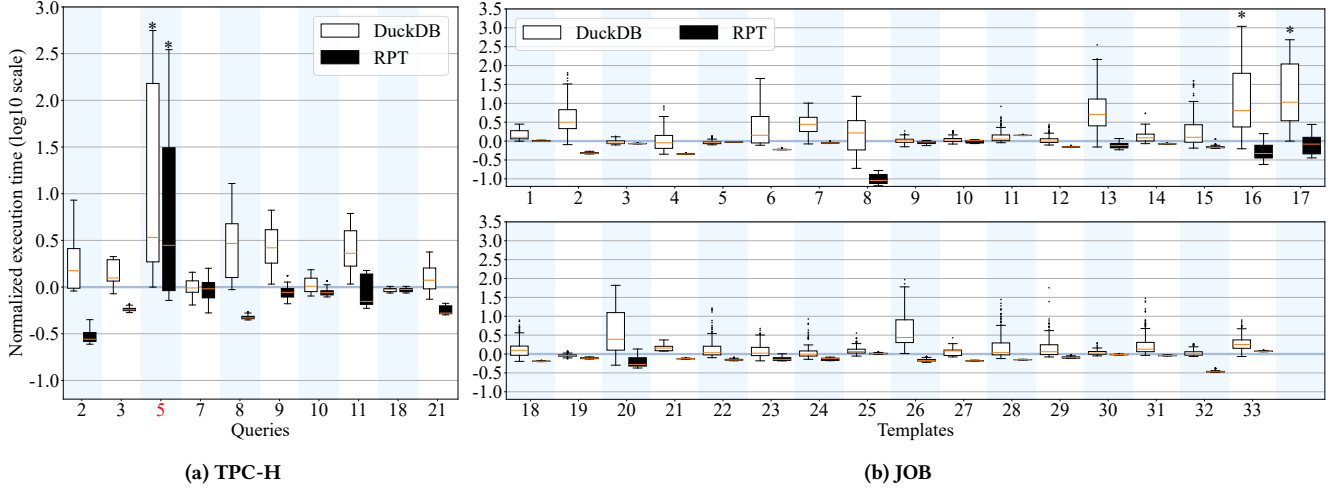 Normalized execution time (log10 scale)
3.0
2.5
2.0
1.5
1.0
0.5
0.0
-0.5
-1.0
* *
DuckDB
RPT
2 3 5 7 8 9 10 11 18 21
Queries
(a) TPC-H
3.5
3.0
2.5
2.0
1.5
1.0
0.5
0.0
-0.5
-1.0
DuckDB RPT
* *
1 2 3 4 5 6 7 8 9 10 11 12 13 14 15 16 17
3.5
3.0
2.5
2.0
1.5
1.0
0.5
0.0
-0.5
-1.0
18 19 20 21 22 23 24 25 26 27 28 29 30 31 32 33
Templates
(b) JOB